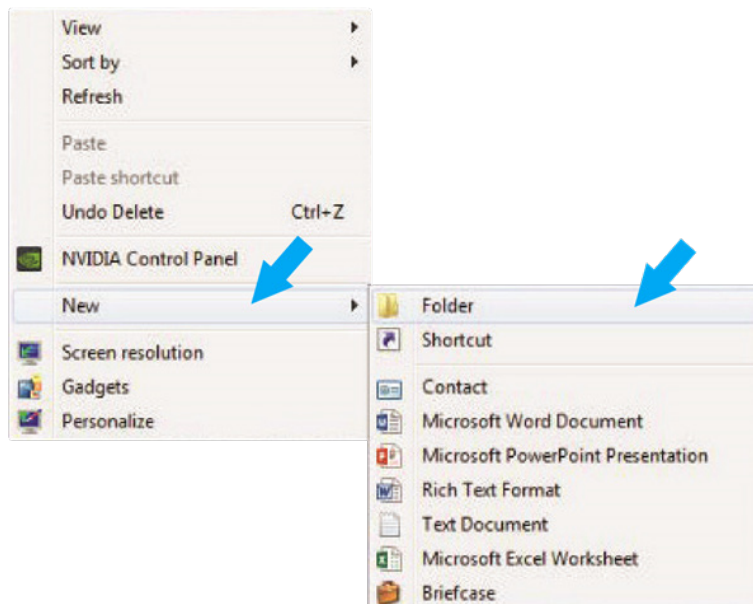 View
Sort by
Refresh
Paste
Paste shortcut
Undo Delete Ctrl+Z
NVIDIA Control Panel
New
Screen resolution
Gadgets
Personalize
Folder
Shortcut
Contact
Microsoft Word Document
Microsoft PowerPoint Presentation
Rich Text Format
Text Document
Microsoft Excel Worksheet
Briefcase